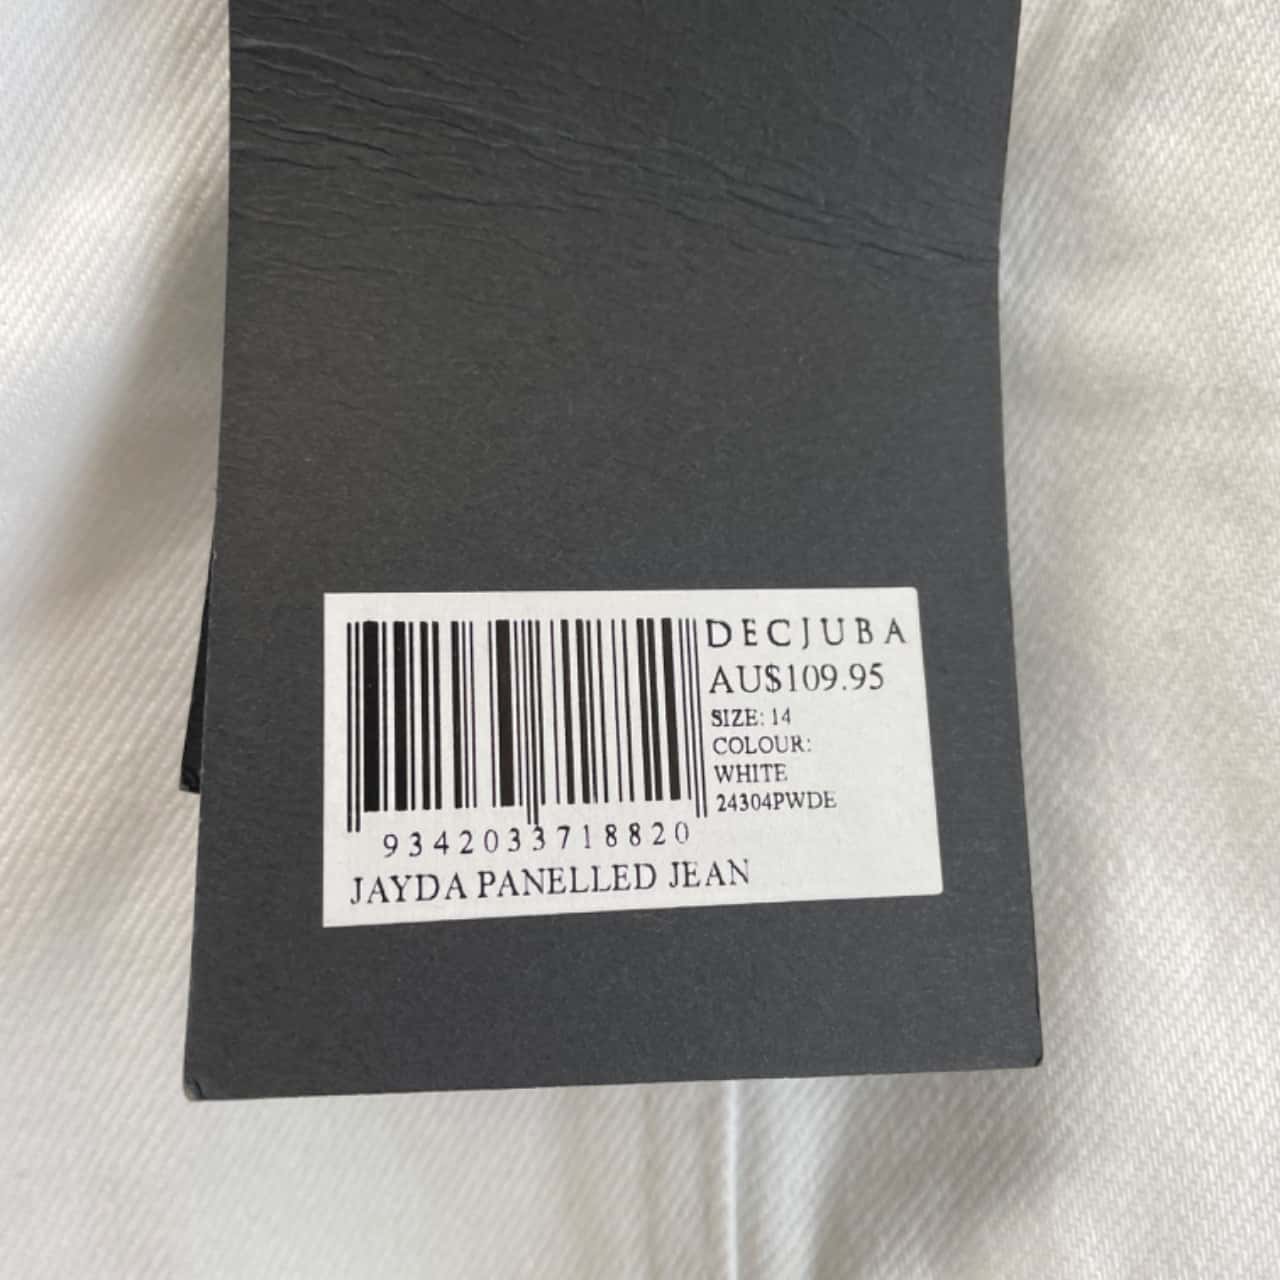 DECJUBA
AU$109.95
SIZE: 14
COLOUR:
WHITE
24304PWDE
9342033718820
JAYDA PANELLED JEAN